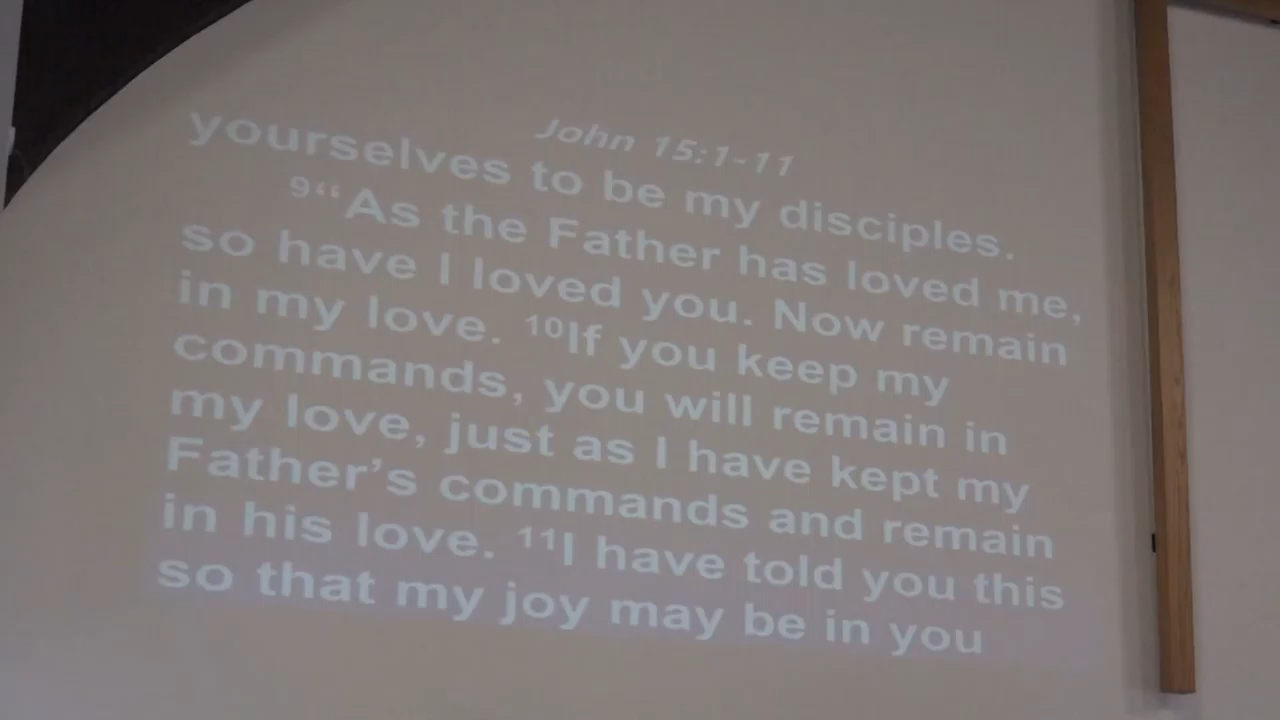 John 15:1-11
yourselves to be my disciples.
⁹“As the Father has loved me,
so have I loved you. Now remain
in my love. ¹⁰If you keep my
commands, you will remain in
my love, just as I have kept my
Father’s commands and remain
in his love. ¹¹I have told you this
so that my joy may be in you